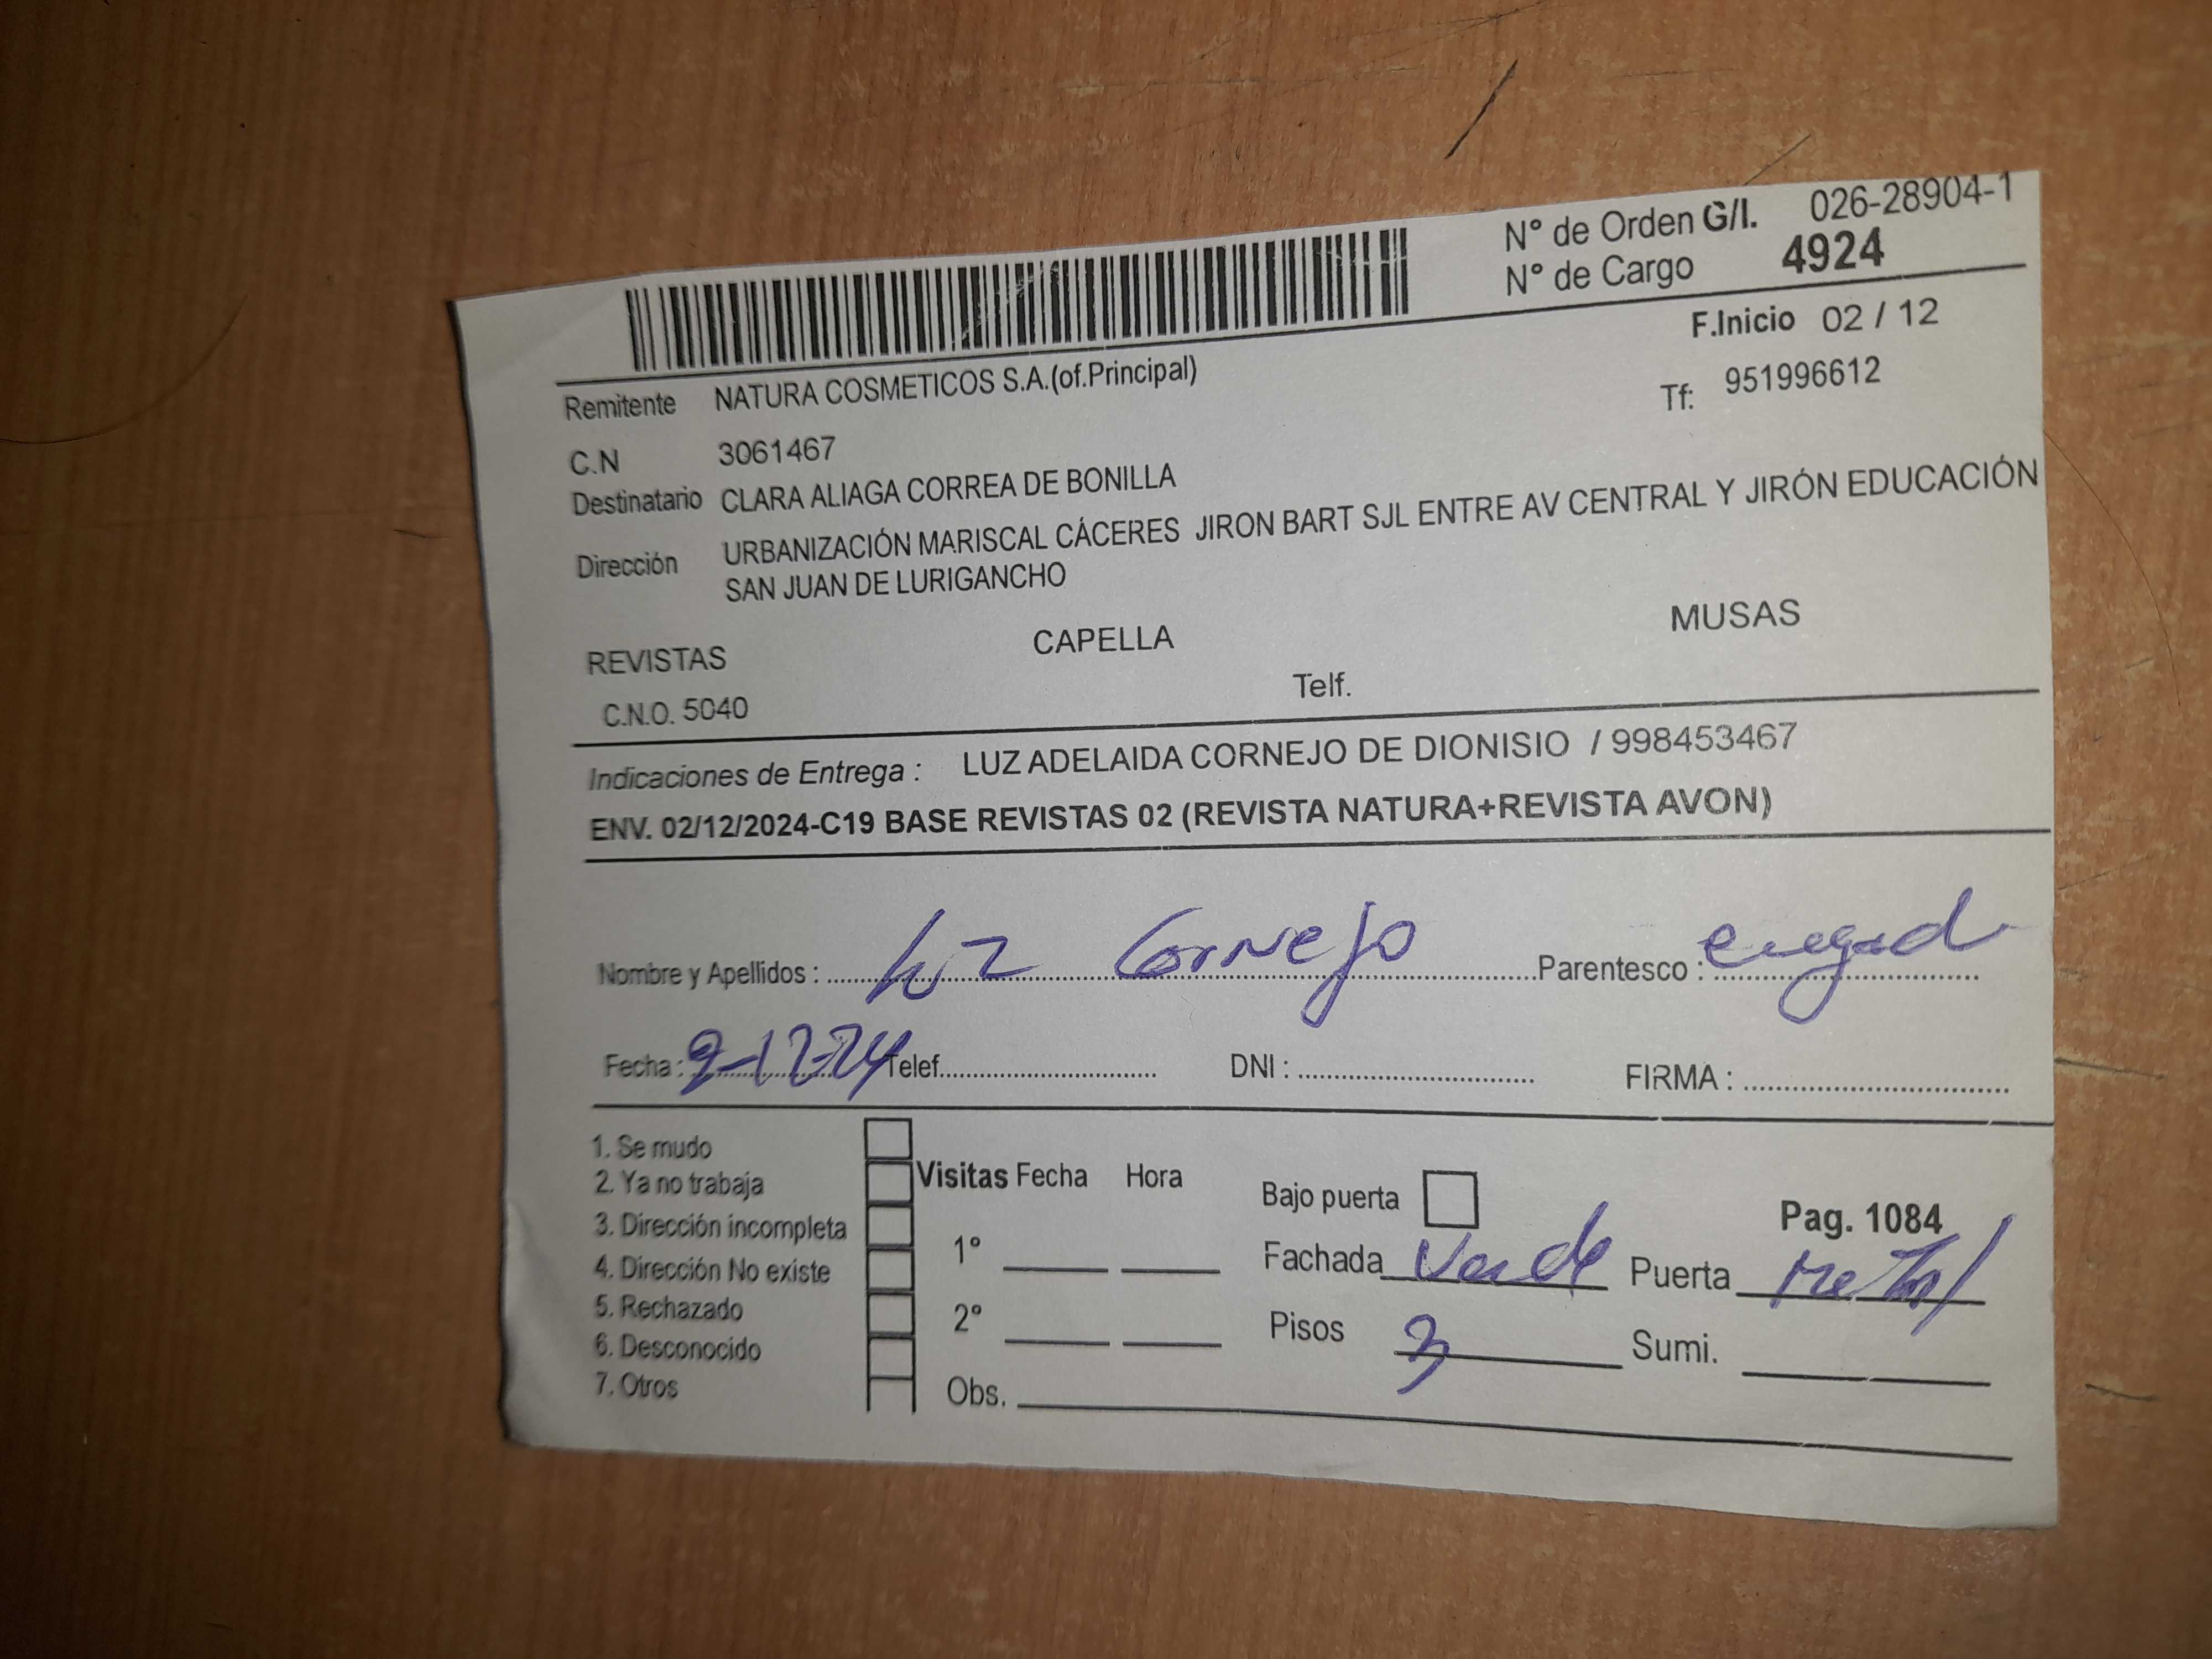 N° de Orden G/I. 026-28904-1
N° de Cargo 4924
F.Inicio 02 / 12
Remitente NATURA COSMETICOS S.A.(of.Principal)
Tf: 951996612
C.N 3061467
Destinatario CLARA ALIAGA CORREA DE BONILLA
Dirección URBANIZACIÓN MARISCAL CÁCERES JIRON BART SJL ENTRE AV CENTRAL Y JIRÓN EDUCACIÓN
SAN JUAN DE LURIGANCHO
REVISTAS CAPELLA MUSAS
C.N.O. 5040 Telf.
Indicaciones de Entrega : LUZ ADELAIDA CORNEJO DE DIONISIO / 998453467
ENV. 02/12/2024-C19 BASE REVISTAS 02 (REVISTA NATURA+REVISTA AVON)
Nombre y Apellidos : Luz Cornejo Parentesco :
Fecha : 9-12-24 Telef. DNI : FIRMA :
1. Se mudo
2. Ya no trabaja
3. Dirección incompleta
4. Dirección No existe
5. Rechazado
6. Desconocido
7. Otros
Visitas Fecha Hora
1°
2°
Obs.
Bajo puerta Pag. 1084
Fachada Verde Puerta Metal
Pisos 3 Sumi.